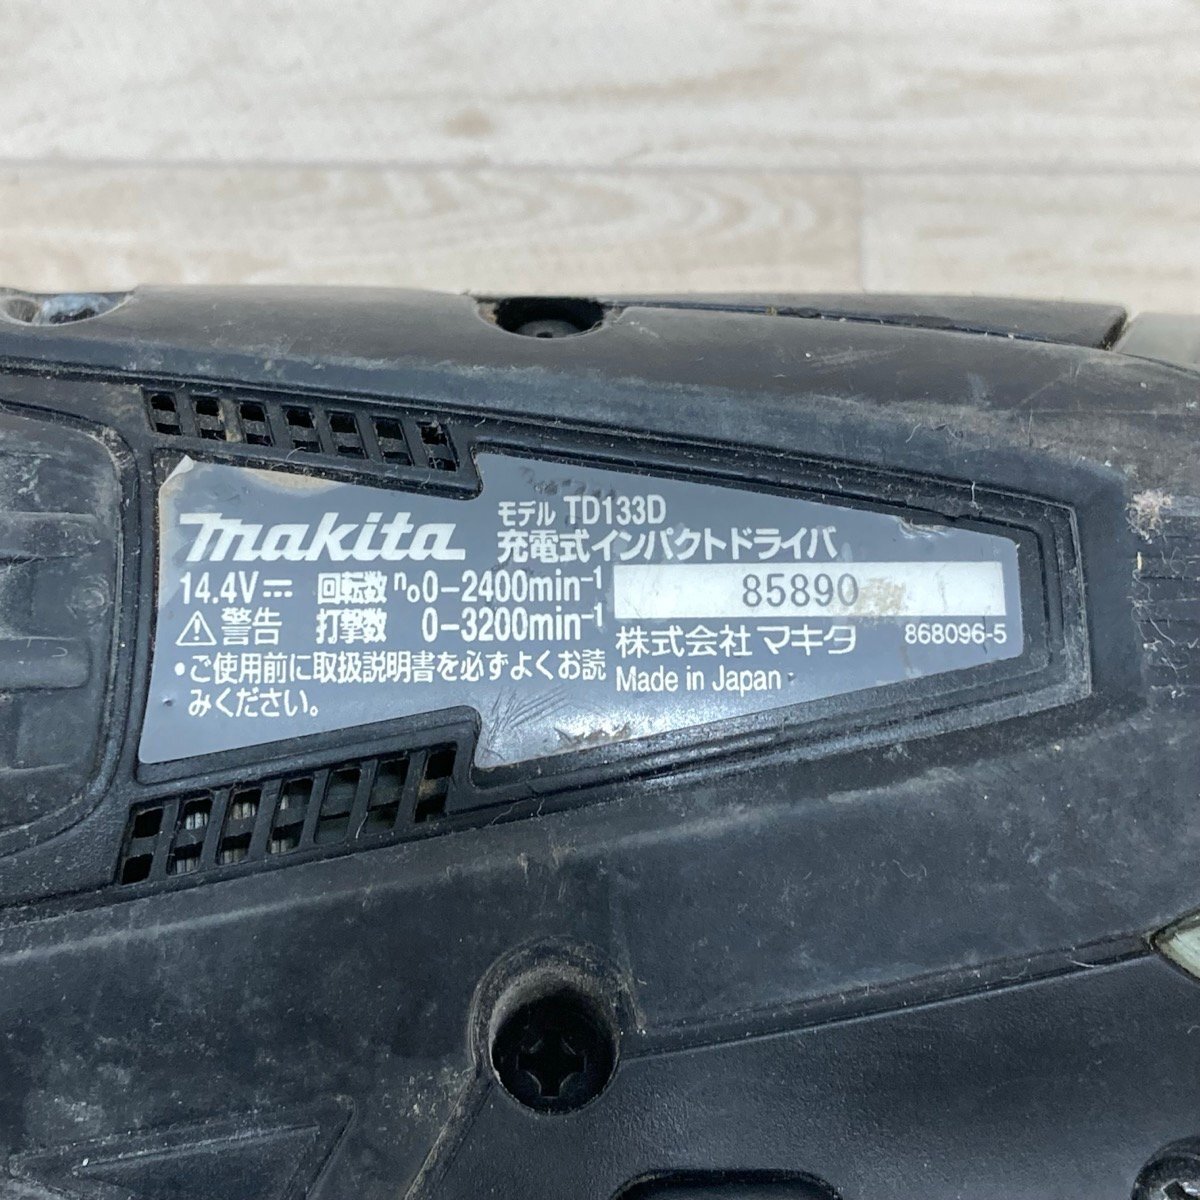 makita
モデル TD133D
充電式インパクトドライバ
14.4V⎓ 回転数 n₀ 0-2400min⁻¹
⚠警告 打撃数 0-3200min⁻¹
85890
•ご使用前に取扱説明書を必ずよくお読
みください。
株式会社 マキタ 868096-5
Made in Japan